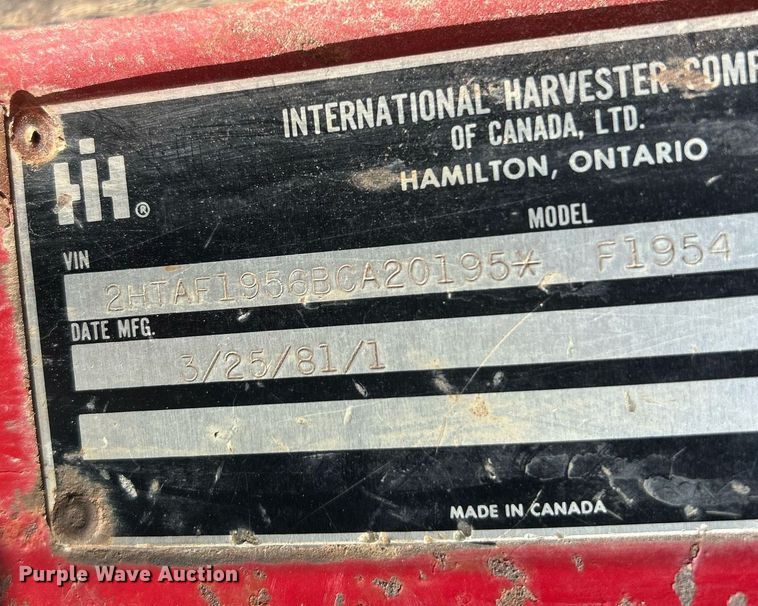 INTERNATIONAL HARVESTER COMP
OF CANADA, LTD.
HAMILTON, ONTARIO
IH ®
MODEL
VIN
2HTAF1956BCA20195* F1954
DATE MFG.
3/25/81/1
MADE IN CANADA
Purple Wave Auction